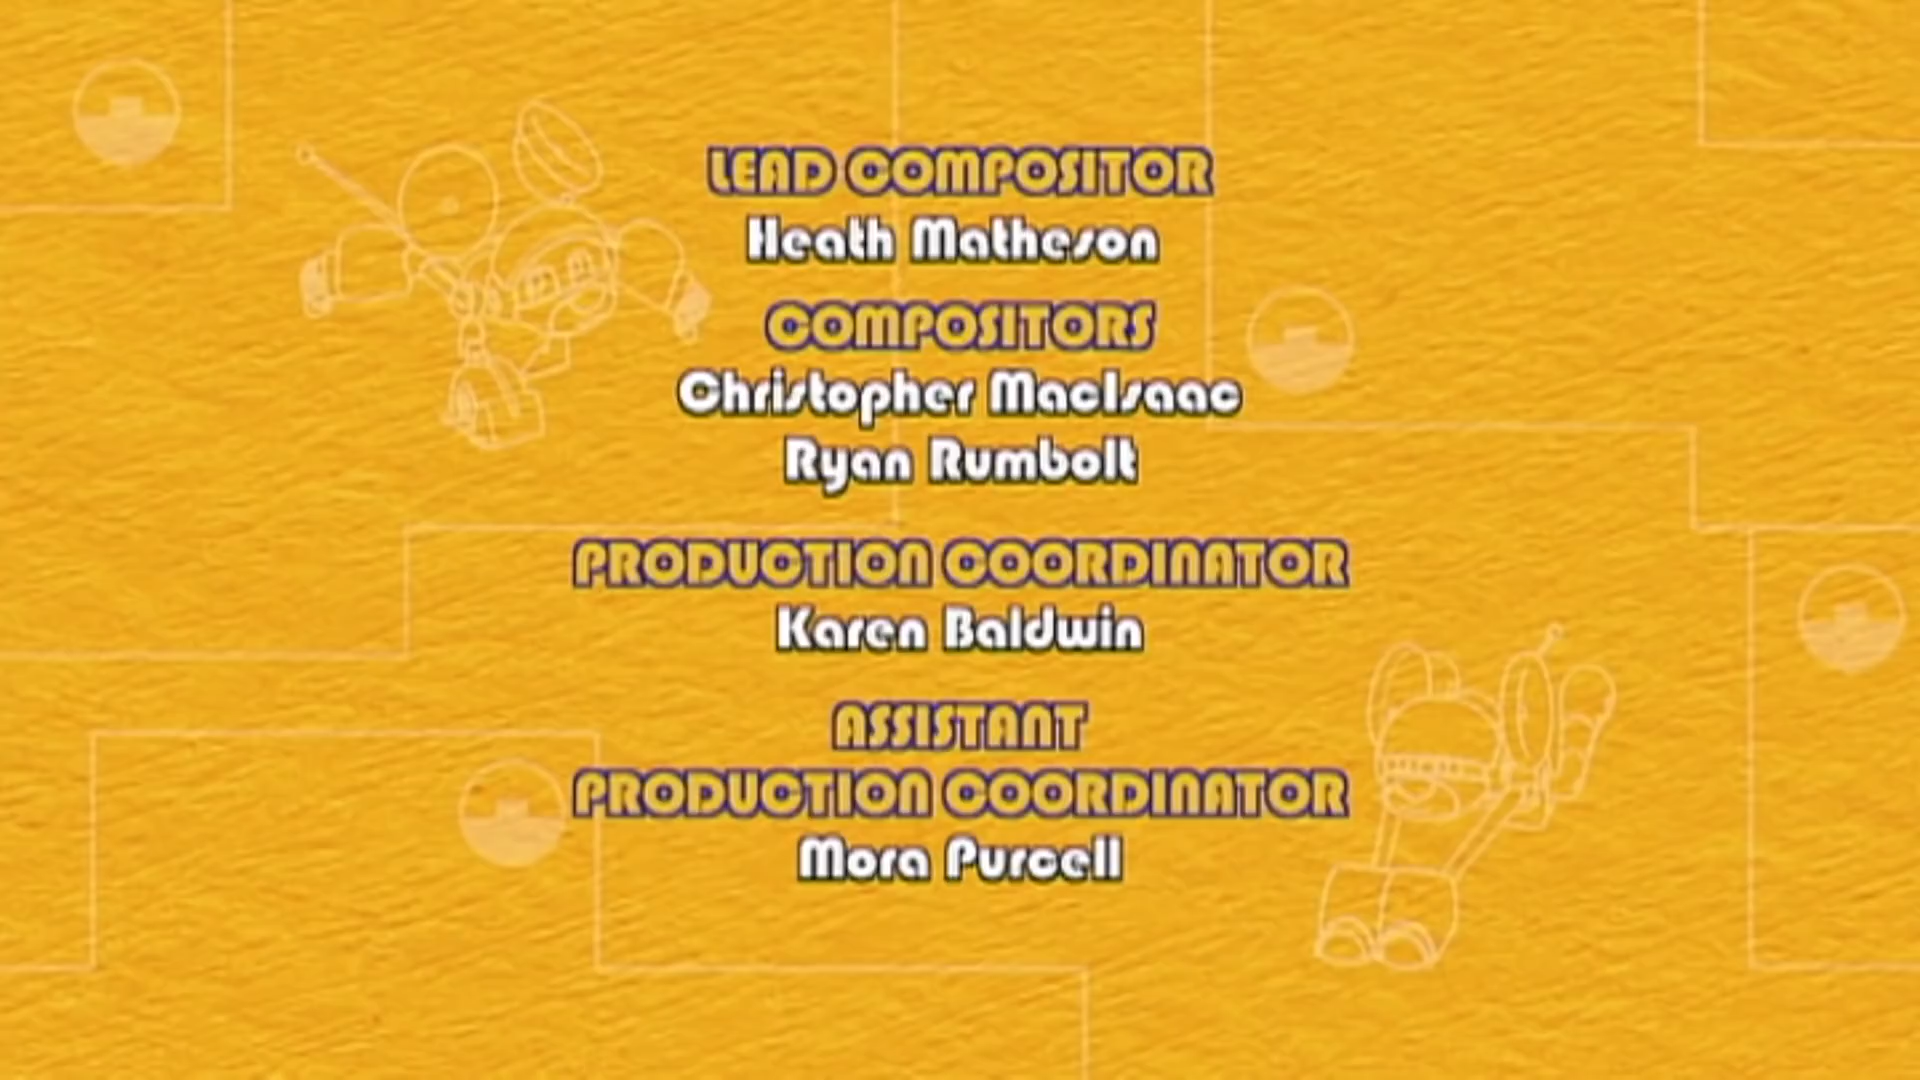 LEAD COMPOSITOR
Heath Matheson
COMPOSITORS
Christopher MacIsaac
Ryan Rumbolt
PRODUCTION COORDINATOR
Karen Baldwin
ASSISTANT
PRODUCTION COORDINATOR
Mora Purcell